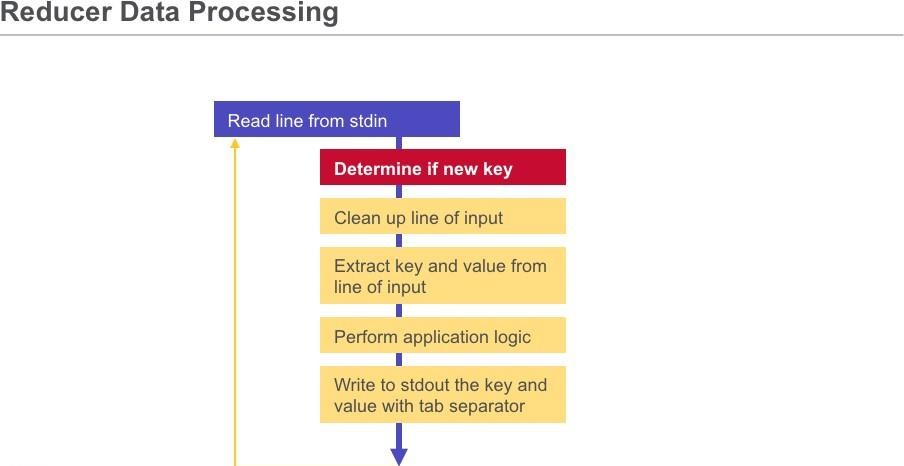 Reducer Data Processing
Read line from stdin
Determine if new key
Clean up line of input
Extract key and value from
line of input
Perform application logic
Write to stdout the key and
value with tab separator